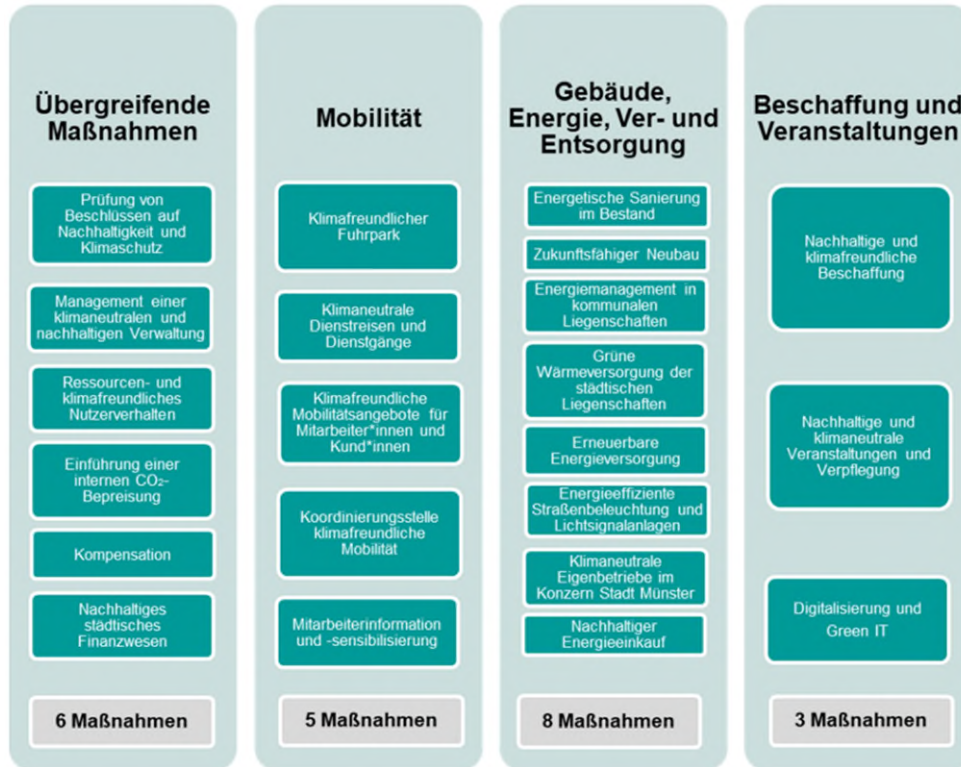 Übergreifende
Maßnahmen
Prüfung von
Beschlüssen auf
Nachhaltigkeit und
Klimaschutz
Management einer
klimaneutralen und
nachhaltigen Verwaltung
Ressourcen- und
klimafreundliches
Nutzerverhalten
Einführung einer
internen CO₂-
Bepreisung
Kompensation
Nachhaltiges
städtisches
Finanzwesen
6 Maßnahmen
Mobilität
Klimafreundlicher
Fuhrpark
Klimaneutrale
Dienstreisen und
Dienstgänge
Klimafreundliche
Mobilitätsangebote für
Mitarbeiter*innen und
Kund*innen
Koordinierungsstelle
klimafreundliche
Mobilität
Mitarbeiterinformation
und -sensibilisierung
5 Maßnahmen
Gebäude,
Energie, Ver- und
Entsorgung
Energetische Sanierung
im Bestand
Zukunftsfähiger Neubau
Energiemanagement in
kommunalen
Liegenschaften
Grüne
Wärmeversorgung der
städtischen
Liegenschaften
Erneuerbare
Energieversorgung
Energieeffiziente
Straßenbeleuchtung und
Lichtsignalanlagen
Klimaneutrale
Eigenbetriebe im
Konzern Stadt Münster
Nachhaltiger
Energieeinkauf
8 Maßnahmen
Beschaffung und
Veranstaltungen
Nachhaltige und
klimafreundliche
Beschaffung
Nachhaltige und
klimaneutrale
Veranstaltungen und
Verpflegung
Digitalisierung und
Green IT
3 Maßnahmen